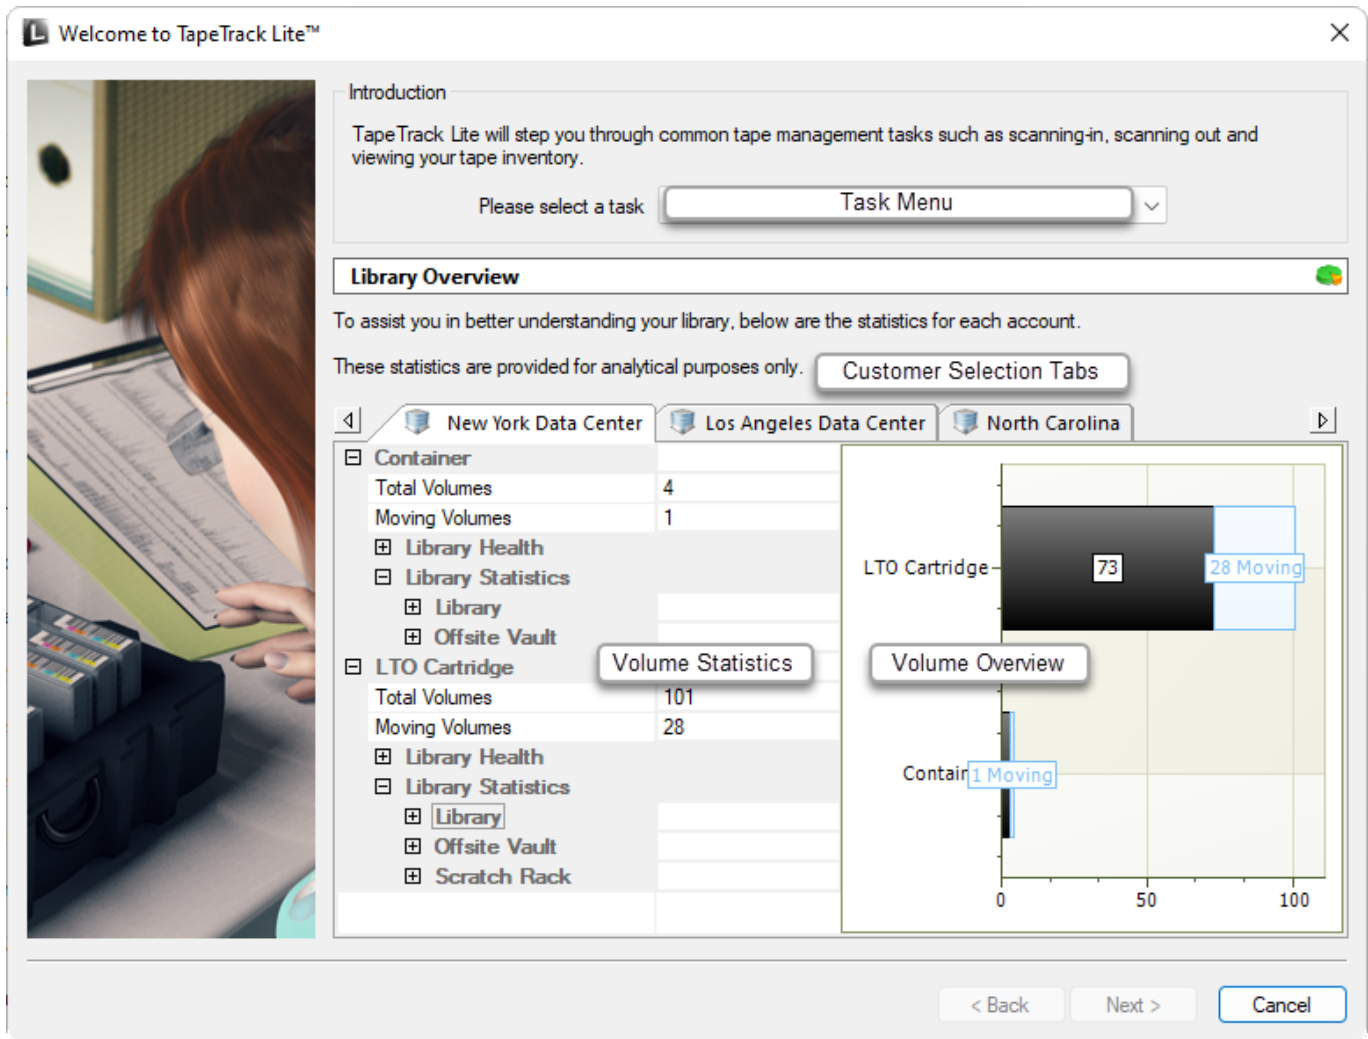 Welcome to TapeTrack Lite™
Introduction
TapeTrack Lite will step you through common tape management tasks such as scanning-in, scanning out and
viewing your tape inventory.
Please select a task
Task Menu
Library Overview
To assist you in better understanding your library, below are the statistics for each account.
These statistics are provided for analytical purposes only.
Customer Selection Tabs
New York Data Center
Los Angeles Data Center
North Carolina
Container
Total Volumes 4
Moving Volumes 1
Library Health
Library Statistics
Library
Offsite Vault
LTO Cartridge
Volume Statistics
Total Volumes 101
Moving Volumes 28
Library Health
Library Statistics
Library
Offsite Vault
Scratch Rack
LTO Cartridge
73
28 Moving
Volume Overview
Contain
1 Moving
0 50 100
< Back
Next >
Cancel